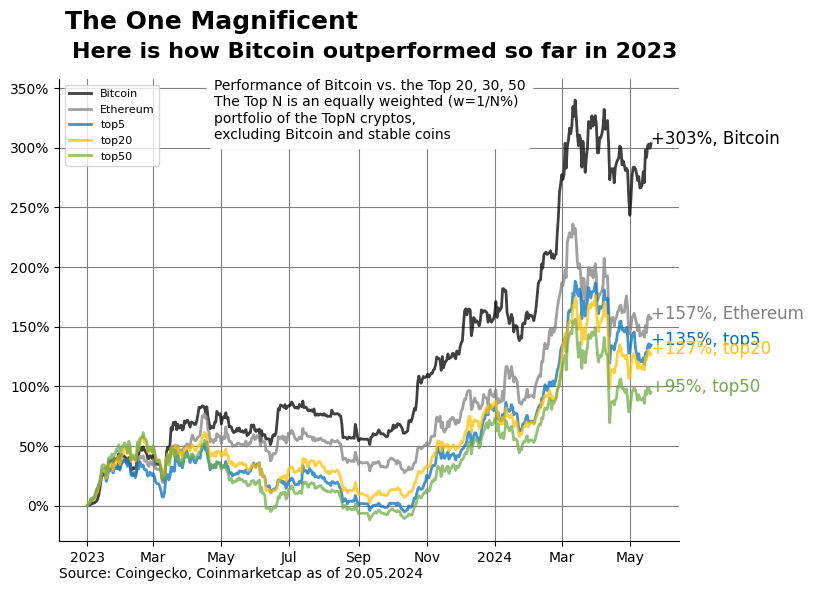 The One Magnificent
Here is how Bitcoin outperformed so far in 2023
Performance of Bitcoin vs. the Top 20, 30, 50
The Top N is an equally weighted (w=1/N%)
portfolio of the TopN cryptos,
excluding Bitcoin and stable coins
Bitcoin
Ethereum
top5
top20
top50
350%
300%
250%
200%
150%
100%
50%
0%
+303%, Bitcoin
+157%, Ethereum
+135%, top5
+127%, top20
+95%, top50
2023 Mar May Jul Sep Nov 2024 Mar May
Source: Coingecko, Coinmarketcap as of 20.05.2024